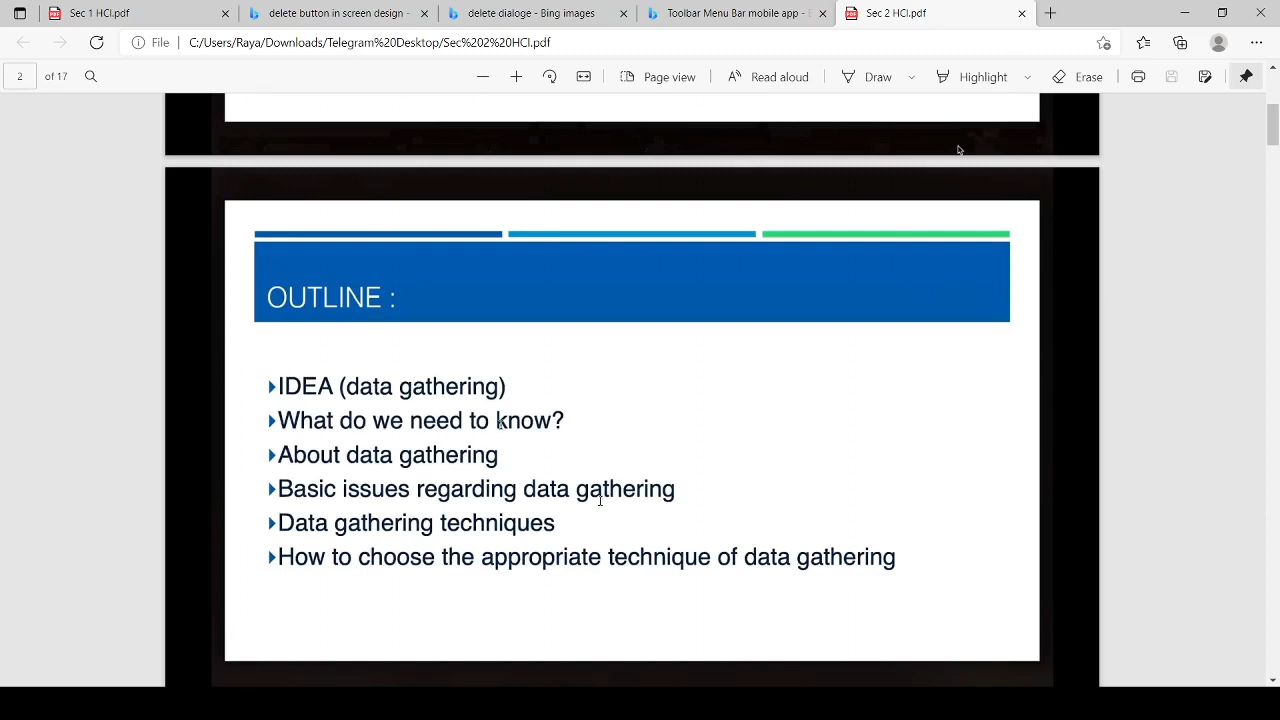 Sec 1 HCI.pdf
delete button in screen design -
delete dialoge - Bing images
Toolbar Menu Bar mobile app - B
Sec 2 HCI.pdf
File
C:/Users/Raya/Downloads/Telegram%20Desktop/Sec%202%20HCI.pdf
2 of 17
Page view
Read aloud
Draw
Highlight
Erase
OUTLINE :
IDEA (data gathering)
What do we need to know?
About data gathering
Basic issues regarding data gathering
Data gathering techniques
How to choose the appropriate technique of data gathering